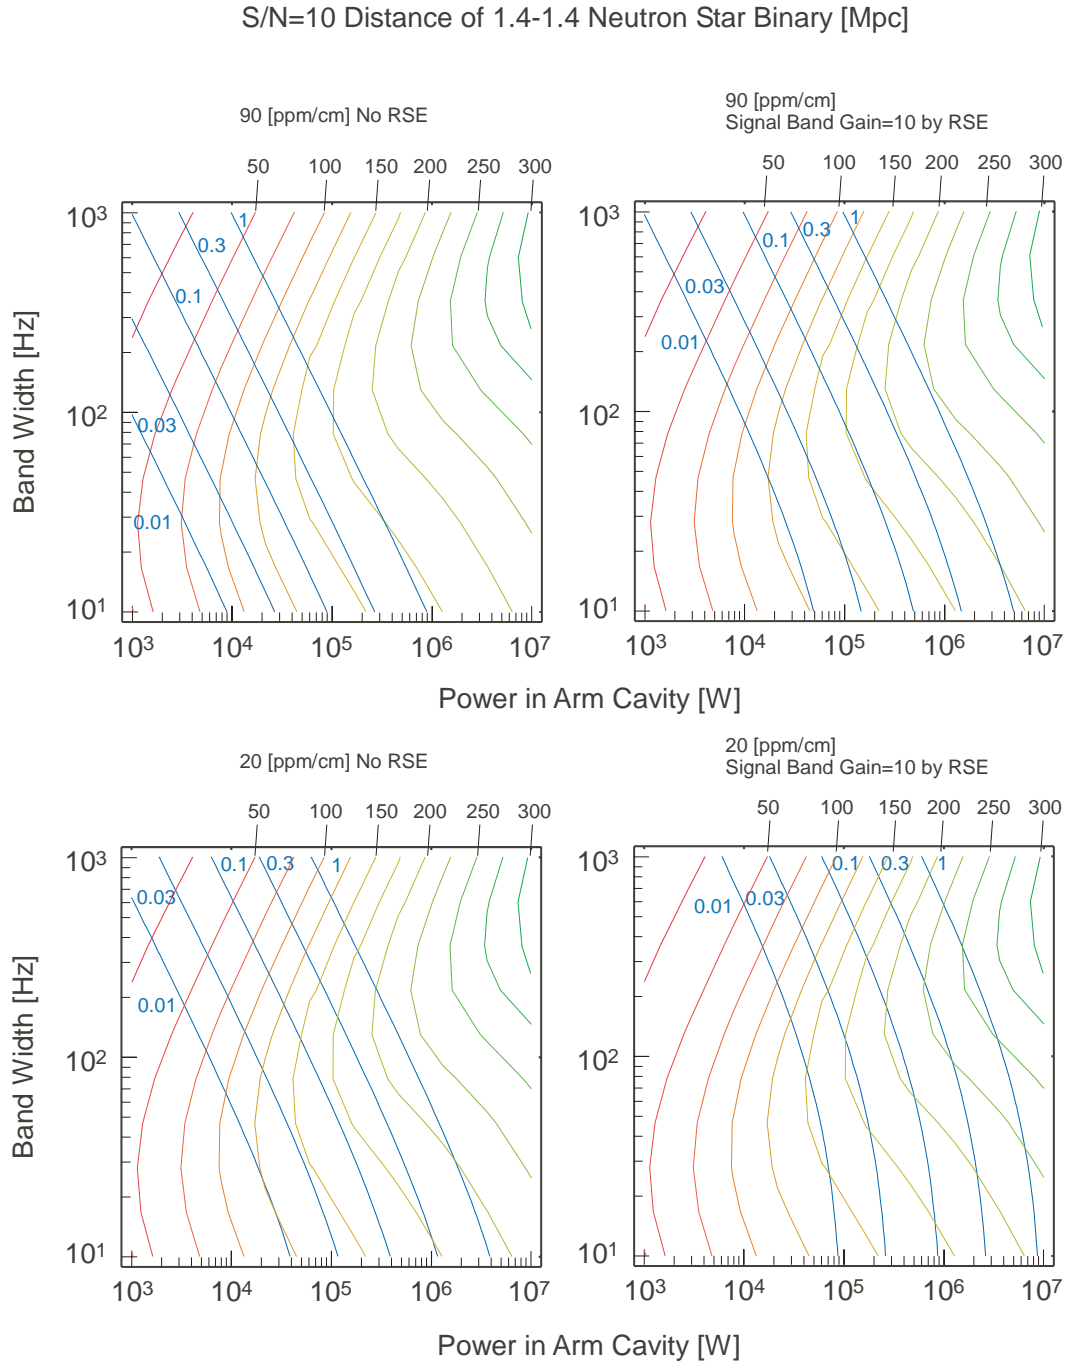 S/N=10 Distance of 1.4-1.4 Neutron Star Binary [Mpc]
90 [ppm/cm] No RSE
50 100 150 200 250 300
10³
10²
10¹
Band Width [Hz]
1
0.3
0.1
0.03
0.01
10³ 10⁴ 10⁵ 10⁶ 10⁷
90 [ppm/cm]
Signal Band Gain=10 by RSE
50 100 150 200 250 300
10³
10²
10¹
1
0.3
0.1
0.03
0.01
10³ 10⁴ 10⁵ 10⁶ 10⁷
Power in Arm Cavity [W]
20 [ppm/cm] No RSE
50 100 150 200 250 300
10³
10²
10¹
Band Width [Hz]
0.1 0.3 1
0.03
0.01
10³ 10⁴ 10⁵ 10⁶ 10⁷
20 [ppm/cm]
Signal Band Gain=10 by RSE
50 100 150 200 250 300
10³
10²
10¹
0.1 0.3 1
0.01 0.03
10³ 10⁴ 10⁵ 10⁶ 10⁷
Power in Arm Cavity [W]